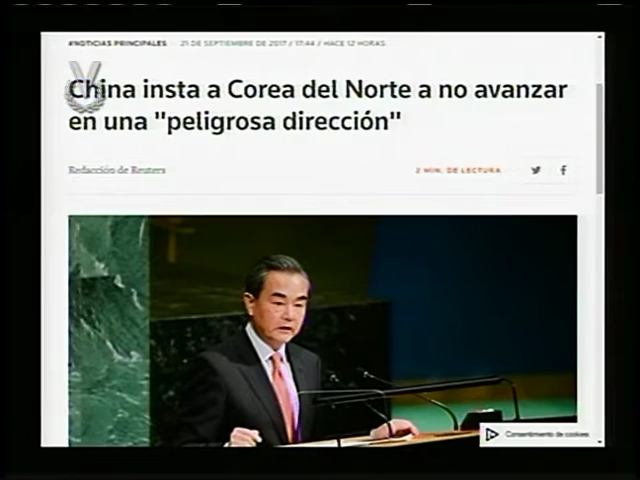 #NOTICIAS PRINCIPALES 21 DE SEPTIEMBRE DE 2017 / 17:44 / HACE 12 HORAS
China insta a Corea del Norte a no avanzar
en una "peligrosa dirección"
Redacción de Reuters
2 MIN. DE LECTURA
Consentimiento de cookies